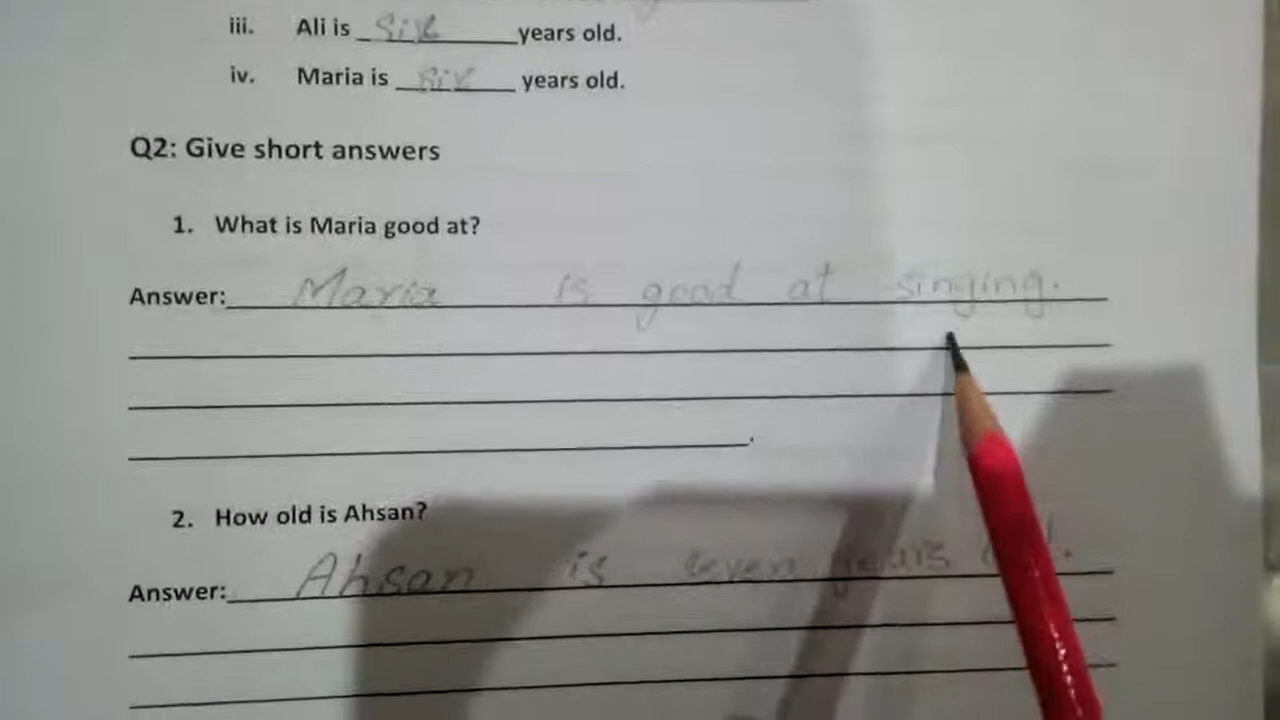 iii. Ali is six years old.
iv. Maria is six years old.
Q2: Give short answers
1. What is Maria good at?
Answer: Maria is good at singing.
2. How old is Ahsan?
Answer: Ahsan is seven years